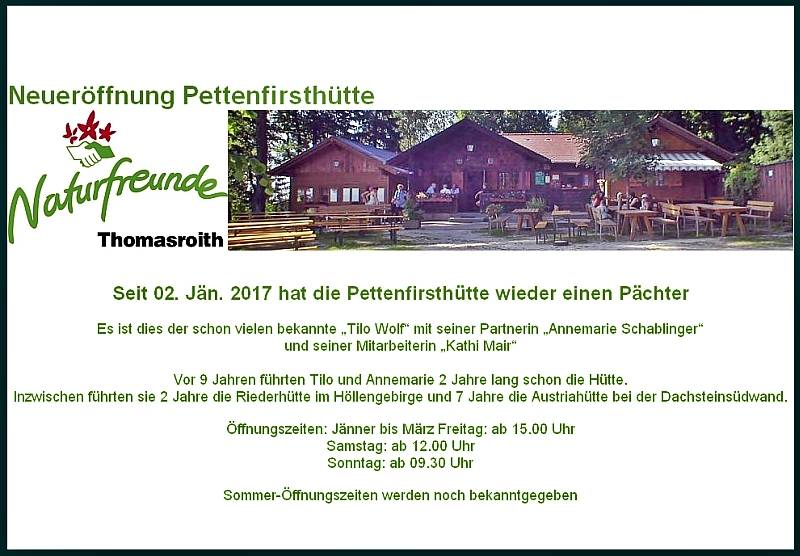 Neueröffnung Pettenfirsthütte
Naturfreunde
Thomasroith
Seit 02. Jän. 2017 hat die Pettenfirsthütte wieder einen Pächter
Es ist dies der schon vielen bekannte „Tilo Wolf“ mit seiner Partnerin „Annemarie Schablinger“
und seiner Mitarbeiterin „Kathi Mair“
Vor 9 Jahren führten Tilo und Annemarie 2 Jahre lang schon die Hütte.
Inzwischen führten sie 2 Jahre die Riederhütte im Höllengebirge und 7 Jahre die Austriahütte bei der Dachsteinsüdwand.
Öffnungszeiten: Jänner bis März Freitag: ab 15.00 Uhr
Samstag: ab 12.00 Uhr
Sonntag: ab 09.30 Uhr
Sommer-Öffnungszeiten werden noch bekanntgegeben